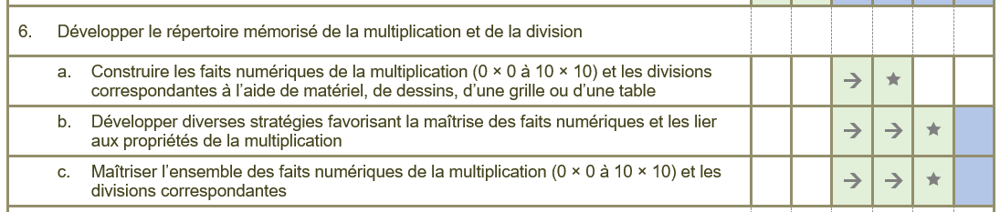 6. Développer le répertoire mémorisé de la multiplication et de la division
a. Construire les faits numériques de la multiplication (0 × 0 à 10 × 10) et les divisions
correspondantes à l’aide de matériel, de dessins, d’une grille ou d’une table
→ ★
b. Développer diverses stratégies favorisant la maîtrise des faits numériques et les lier
aux propriétés de la multiplication
→ → ★
c. Maîtriser l’ensemble des faits numériques de la multiplication (0 × 0 à 10 × 10) et les
divisions correspondantes
→ → ★